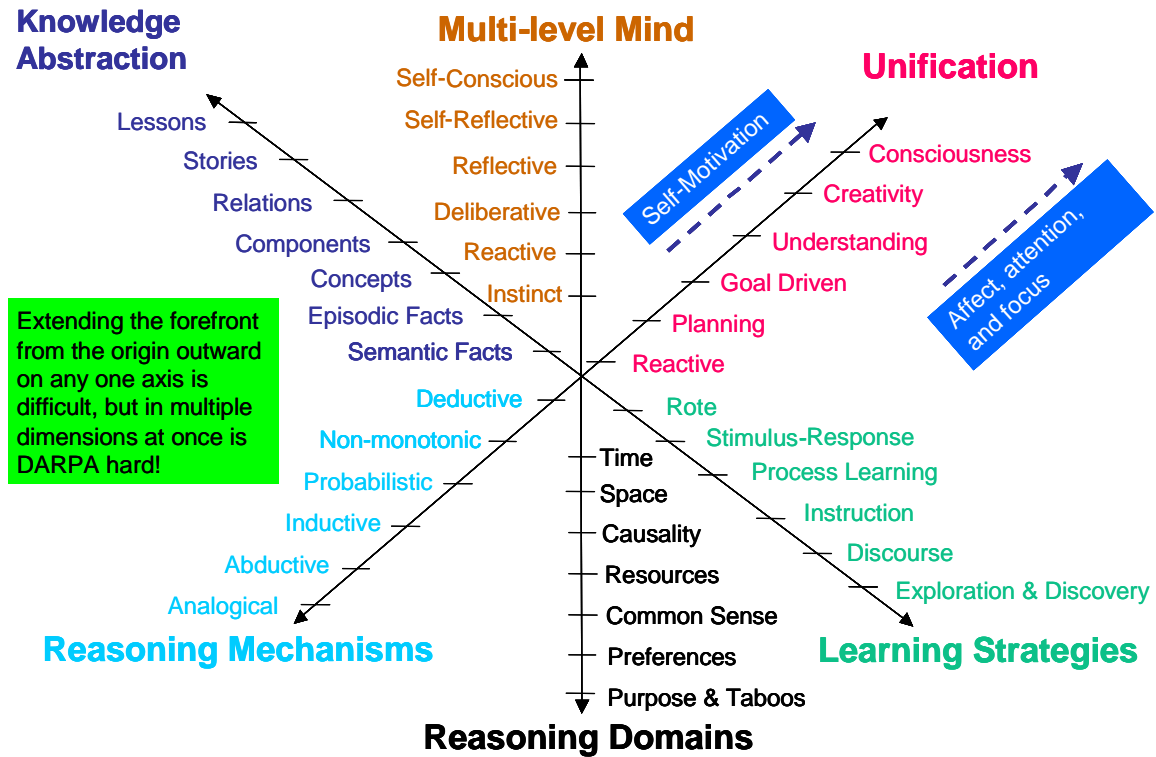 Knowledge
Abstraction
Lessons
Stories
Relations
Components
Concepts
Episodic Facts
Semantic Facts
Multi-level Mind
Self-Conscious
Self-Reflective
Reflective
Deliberative
Reactive
Instinct
Unification
Consciousness
Creativity
Understanding
Goal Driven
Planning
Reactive
Self-Motivation
Affect, attention,
and focus
Extending the forefront
from the origin outward
on any one axis is
difficult, but in multiple
dimensions at once is
DARPA hard!
Deductive
Non-monotonic
Probabilistic
Inductive
Abductive
Analogical
Reasoning Mechanisms
Time
Space
Causality
Resources
Common Sense
Preferences
Purpose & Taboos
Reasoning Domains
Rote
Stimulus-Response
Process Learning
Instruction
Discourse
Exploration & Discovery
Learning Strategies